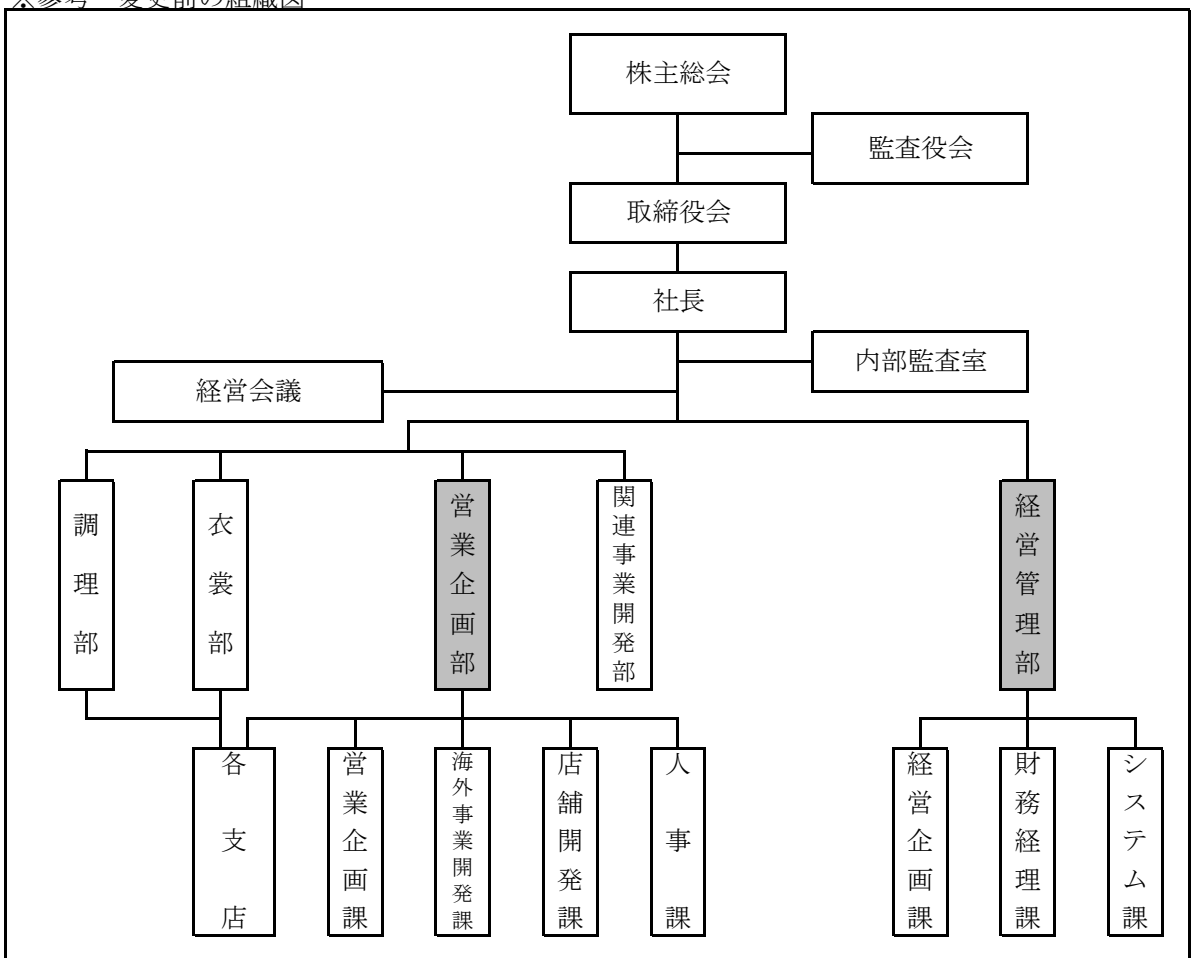 ※参考 変更前の組織図
株主総会
監査役会
取締役会
社長
内部監査室
経営会議
調理部
衣裳部
営業企画部
関連事業開発部
経営管理部
各支店
営業企画課
海外事業開発課
店舗開発課
人事課
経営企画課
財務経理課
システム課